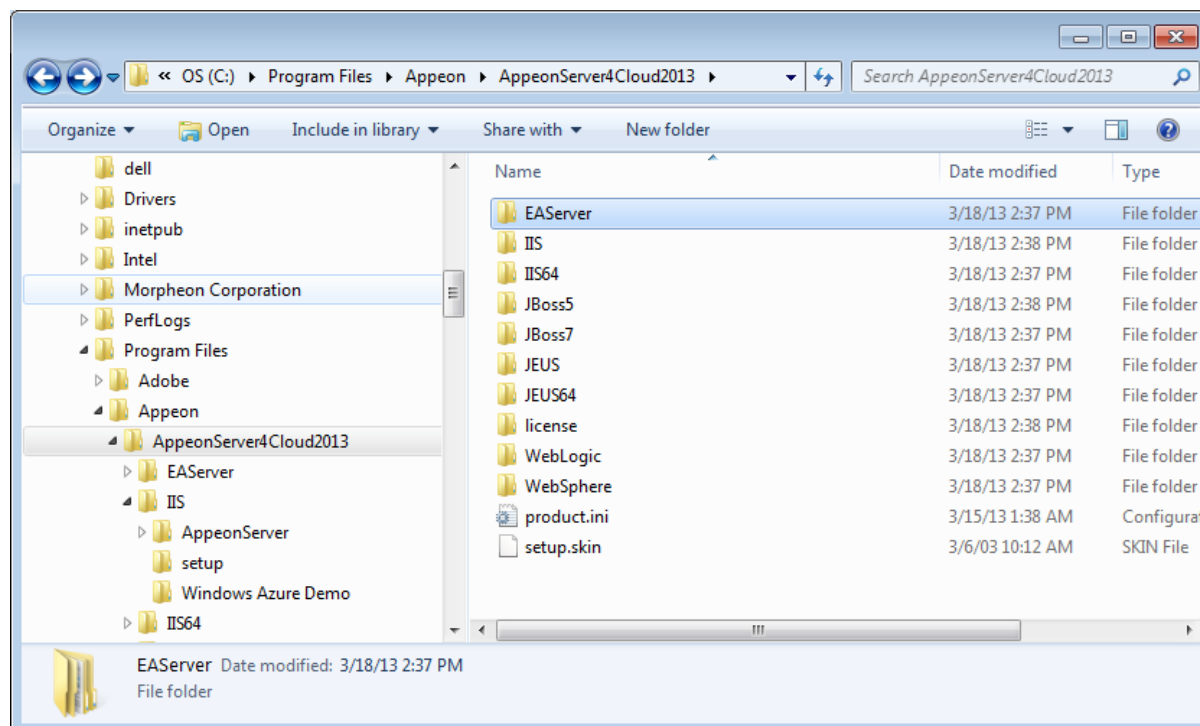 « OS (C:) Program Files Appeon AppeonServer4Cloud2013 Search AppeonServer4Cloud2013
Organize Open Include in library Share with New folder
dell
Drivers
inetpub
Intel
Morpheon Corporation
PerfLogs
Program Files
Adobe
Appeon
AppeonServer4Cloud2013
EAServer
IIS
AppeonServer
setup
Windows Azure Demo
IIS64
Name Date modified Type
EAServer 3/18/13 2:37 PM File folder
IIS 3/18/13 2:38 PM File folder
IIS64 3/18/13 2:37 PM File folder
JBoss5 3/18/13 2:38 PM File folder
JBoss7 3/18/13 2:37 PM File folder
JEUS 3/18/13 2:37 PM File folder
JEUS64 3/18/13 2:37 PM File folder
license 3/18/13 2:38 PM File folder
WebLogic 3/18/13 2:37 PM File folder
WebSphere 3/18/13 2:37 PM File folder
product.ini 3/15/13 1:38 AM Configurat
setup.skin 3/6/03 10:12 AM SKIN File
EAServer Date modified: 3/18/13 2:37 PM
File folder